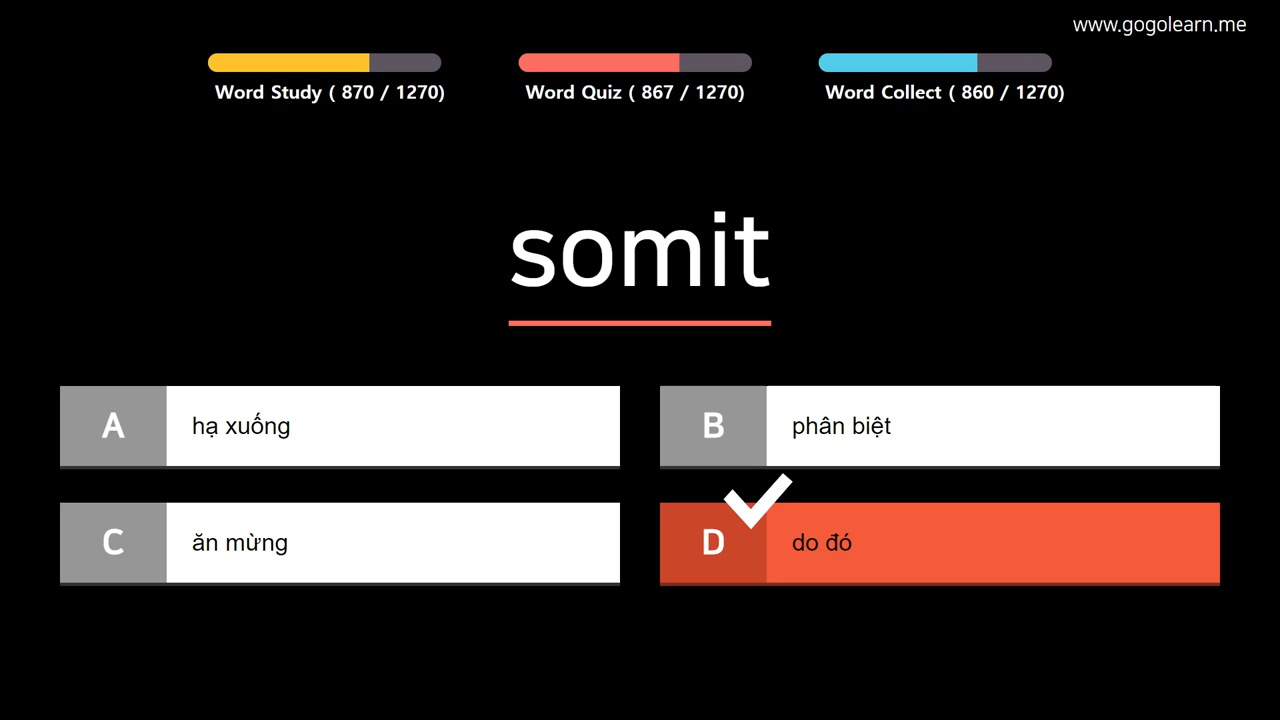 www.gogolearn.me
Word Study ( 870 / 1270)
Word Quiz ( 867 / 1270)
Word Collect ( 860 / 1270)
somit
A
hạ xuống
B
phân biệt
C
ăn mừng
D
do đó